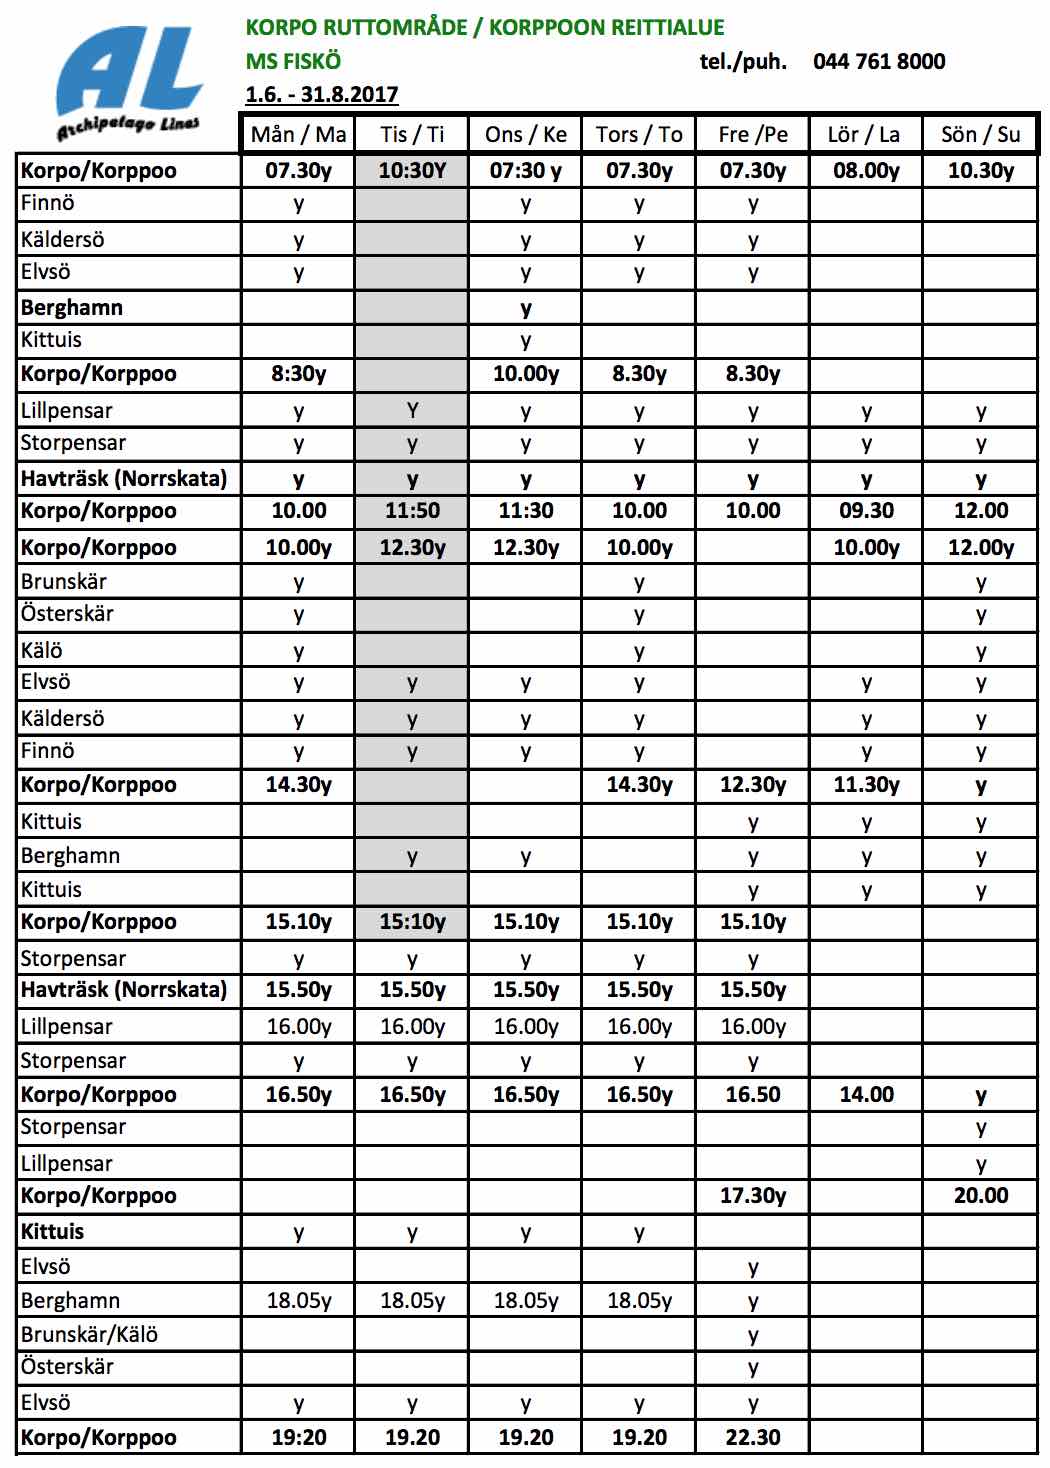 AL
Archipelago Lines
KORPO RUTTOMRÅDE / KORPPOON REITTIALUE
MS FISKÖ tel./puh. 044 761 8000
1.6. - 31.8.2017
Mån / Ma Tis / Ti Ons / Ke Tors / To Fre /Pe Lör / La Sön / Su
Korpo/Korppoo 07.30y 10:30Y 07:30 y 07.30y 07.30y 08.00y 10.30y
Finnö y y y y
Käldersö y y y y
Elvsö y y y y
Berghamn y
Kittuis y
Korpo/Korppoo 8:30y 10.00y 8.30y 8.30y
Lillpensar y Y y y y y y
Storpensar y y y y y y y
Havträsk (Norrskata) y y y y y y y
Korpo/Korppoo 10.00 11:50 11:30 10.00 10.00 09.30 12.00
Korpo/Korppoo 10.00y 12.30y 12.30y 10.00y 10.00y 12.00y
Brunskär y y y
Österskär y y y
Kälö y y y
Elvsö y y y y y y
Käldersö y y y y y y
Finnö y y y y y y
Korpo/Korppoo 14.30y 14.30y 12.30y 11.30y y
Kittuis y y y
Berghamn y y y y y
Kittuis y y y
Korpo/Korppoo 15.10y 15:10y 15.10y 15.10y 15.10y
Storpensar y y y y y
Havträsk (Norrskata) 15.50y 15.50y 15.50y 15.50y 15.50y
Lillpensar 16.00y 16.00y 16.00y 16.00y 16.00y
Storpensar y y y y y
Korpo/Korppoo 16.50y 16.50y 16.50y 16.50y 16.50 14.00 y
Storpensar y
Lillpensar y
Korpo/Korppoo 17.30y 20.00
Kittuis y y y y
Elvsö y
Berghamn 18.05y 18.05y 18.05y 18.05y y
Brunskär/Kälö y
Österskär y
Elvsö y y y y y
Korpo/Korppoo 19:20 19.20 19.20 19.20 22.30